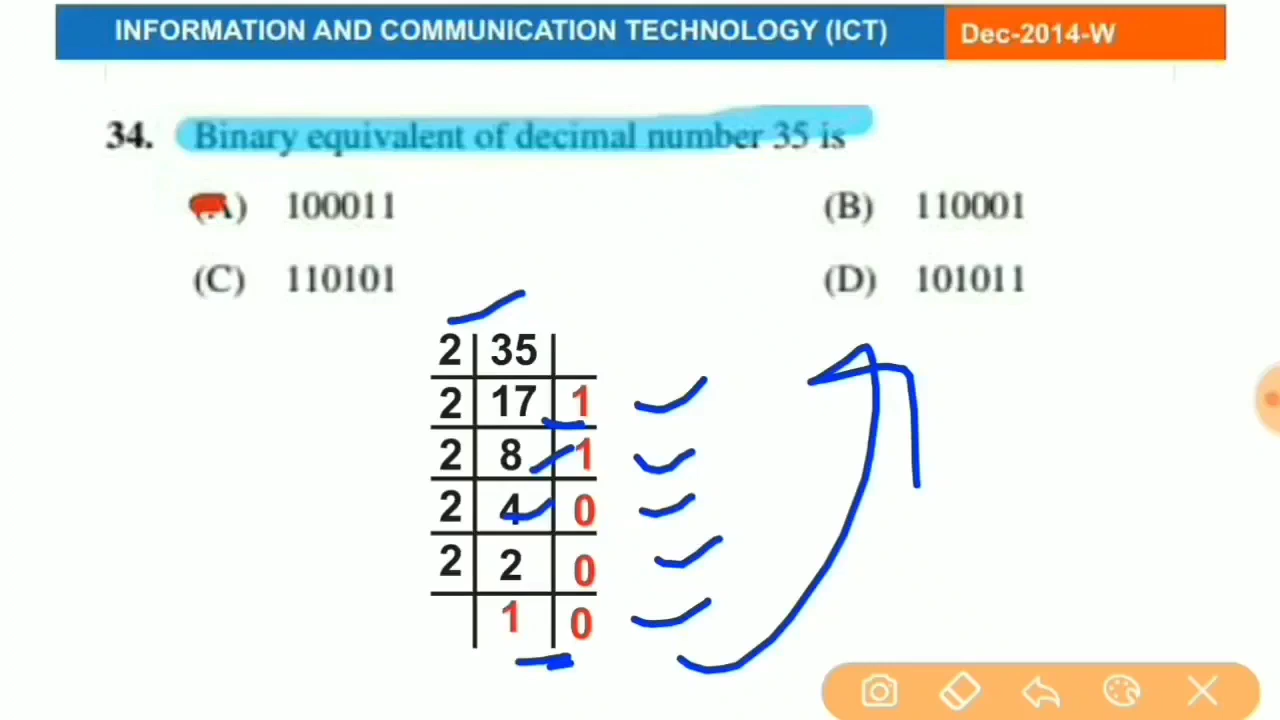 INFORMATION AND COMMUNICATION TECHNOLOGY (ICT) Dec-2014-W
34. Binary equivalent of decimal number 35 is
(A) 100011 (B) 110001
(C) 110101 (D) 101011
2 35
2 17 1
2 8 1
2 4 0
2 2 0
1 0